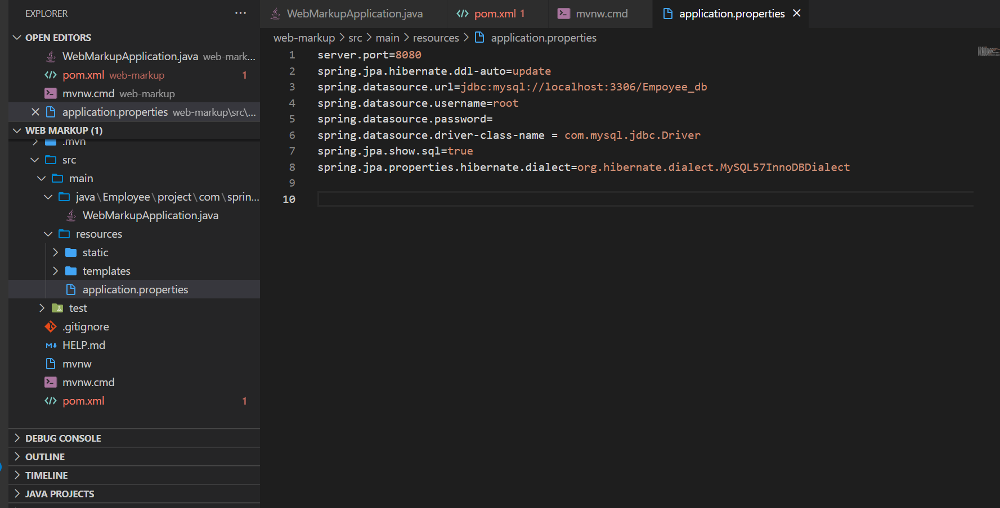 EXPLORER ···
OPEN EDITORS
WebMarkupApplication.java web-mark...
pom.xml web-markup 1
mvnw.cmd web-markup
application.properties web-markup\src\...
WEB MARKUP (1)
.mvn
src
main
java\Employee\project\com\sprin...
WebMarkupApplication.java
resources
static
templates
application.properties
test
.gitignore
HELP.md
mvnw
mvnw.cmd
pom.xml 1
DEBUG CONSOLE
OUTLINE
TIMELINE
JAVA PROJECTS
WebMarkupApplication.java pom.xml 1 mvnw.cmd application.properties
web-markup > src > main > resources > application.properties
1 server.port=8080
2 spring.jpa.hibernate.ddl-auto=update
3 spring.datasource.url=jdbc:mysql://localhost:3306/Empoyee_db
4 spring.datasource.username=root
5 spring.datasource.password=
6 spring.datasource.driver-class-name = com.mysql.jdbc.Driver
7 spring.jpa.show.sql=true
8 spring.jpa.properties.hibernate.dialect=org.hibernate.dialect.MySQL57InnoDBDialect
9
10